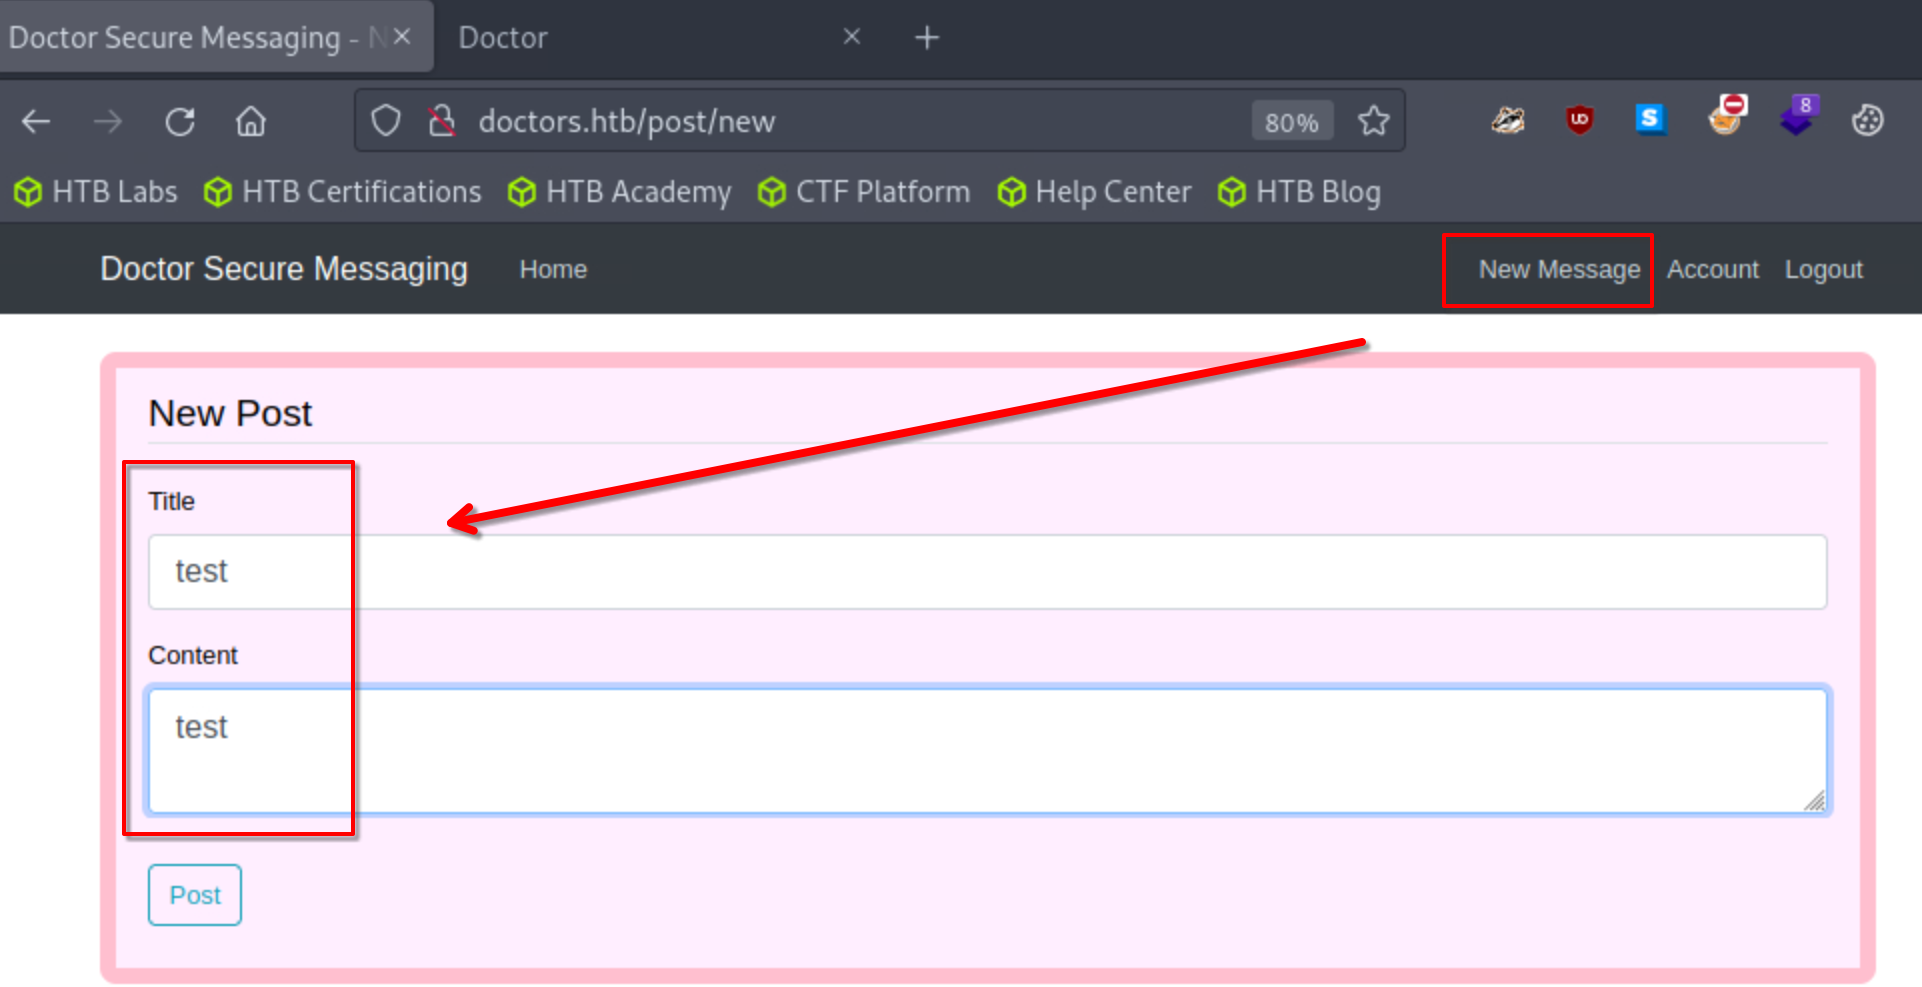 Doctor Secure Messaging - N
Doctor
doctors.htb/post/new
80%
S
8
HTB Labs
HTB Certifications
HTB Academy
CTF Platform
Help Center
HTB Blog
Doctor Secure Messaging
Home
New Message
Account
Logout
New Post
Title
test
Content
test
Post